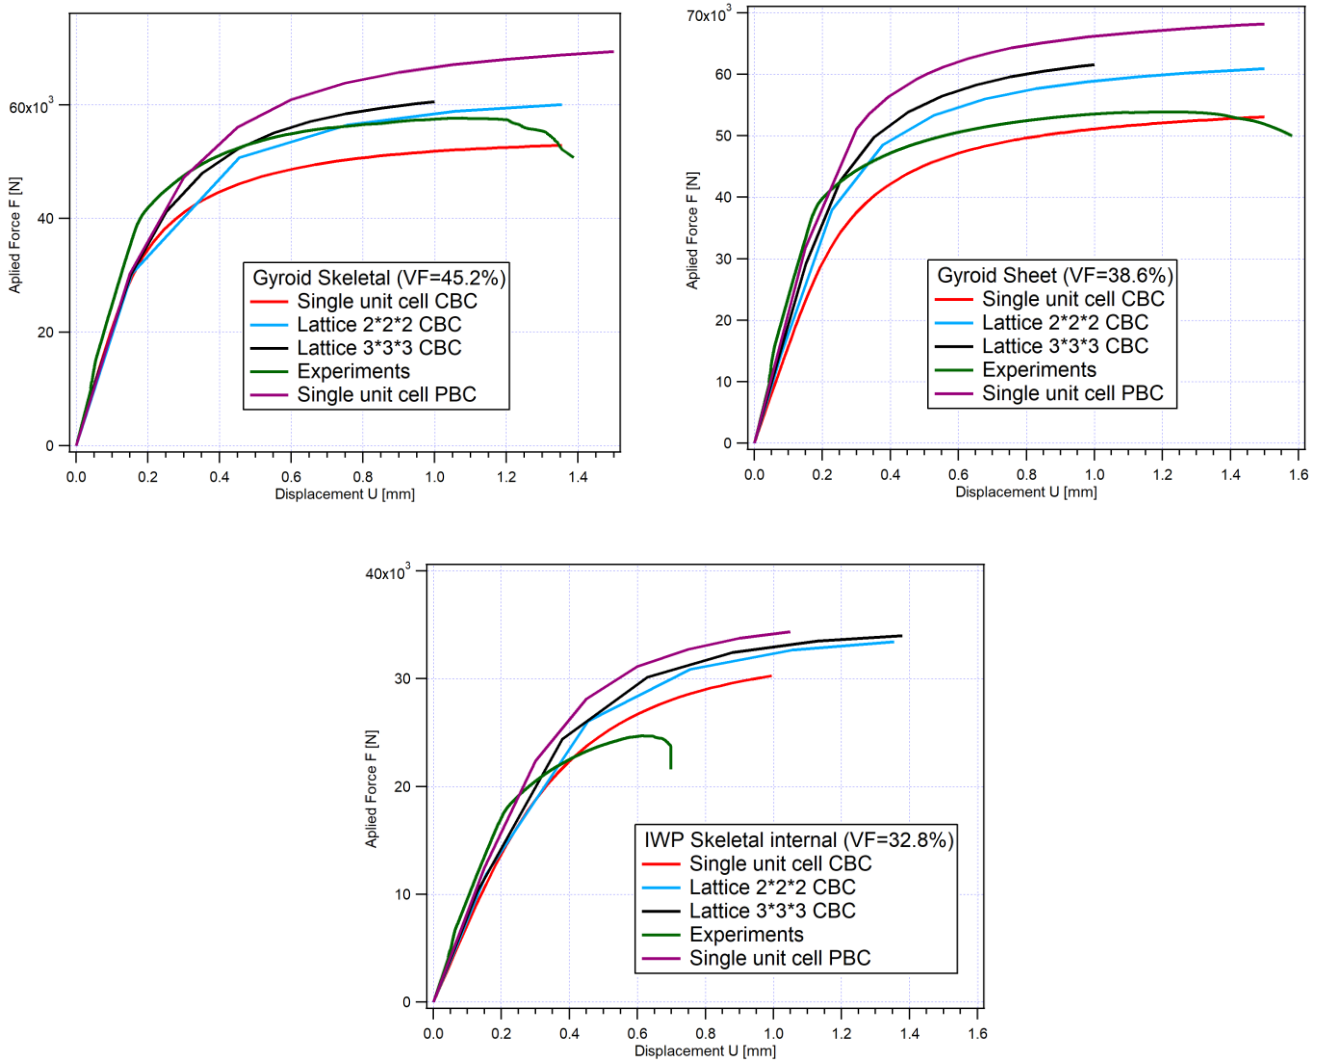 60x10³
40
20
0
Aplied Force F [N]
0.0 0.2 0.4 0.6 0.8 1.0 1.2 1.4
Displacement U [mm]
Gyroid Skeletal (VF=45.2%)
Single unit cell CBC
Lattice 2*2*2 CBC
Lattice 3*3*3 CBC
Experiments
Single unit cell PBC
70x10³
60
50
40
30
20
10
0
Aplied Force F [N]
0.0 0.2 0.4 0.6 0.8 1.0 1.2 1.4 1.6
Displacement U [mm]
Gyroid Sheet (VF=38.6%)
Single unit cell CBC
Lattice 2*2*2 CBC
Lattice 3*3*3 CBC
Experiments
Single unit cell PBC
40x10³
30
20
10
0
Aplied Force F [N]
0.0 0.2 0.4 0.6 0.8 1.0 1.2 1.4 1.6
Displacement U [mm]
IWP Skeletal internal (VF=32.8%)
Single unit cell CBC
Lattice 2*2*2 CBC
Lattice 3*3*3 CBC
Experiments
Single unit cell PBC